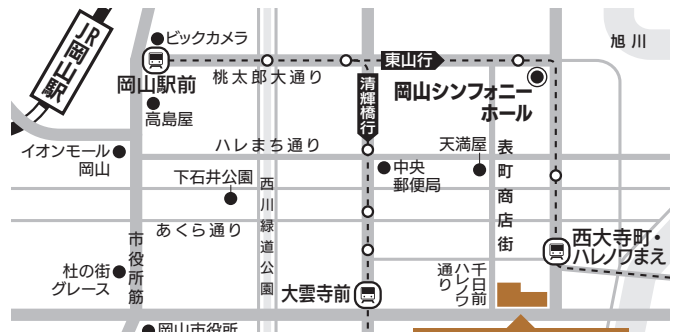 JR岡山駅
ビックカメラ
旭川
東山行
岡山駅前
桃太郎大通り
岡山シンフォニー
ホール
高島屋
清輝橋行
ハレまち通り
イオンモール
岡山
天満屋
表町商店街
中央
郵便局
下石井公園
西川緑道公園
あくら通り
市役所筋
西大寺町・
ハレノワまえ
杜の街
グレース
大雲寺前
千日前
ハレノワ
通り
岡山市役所